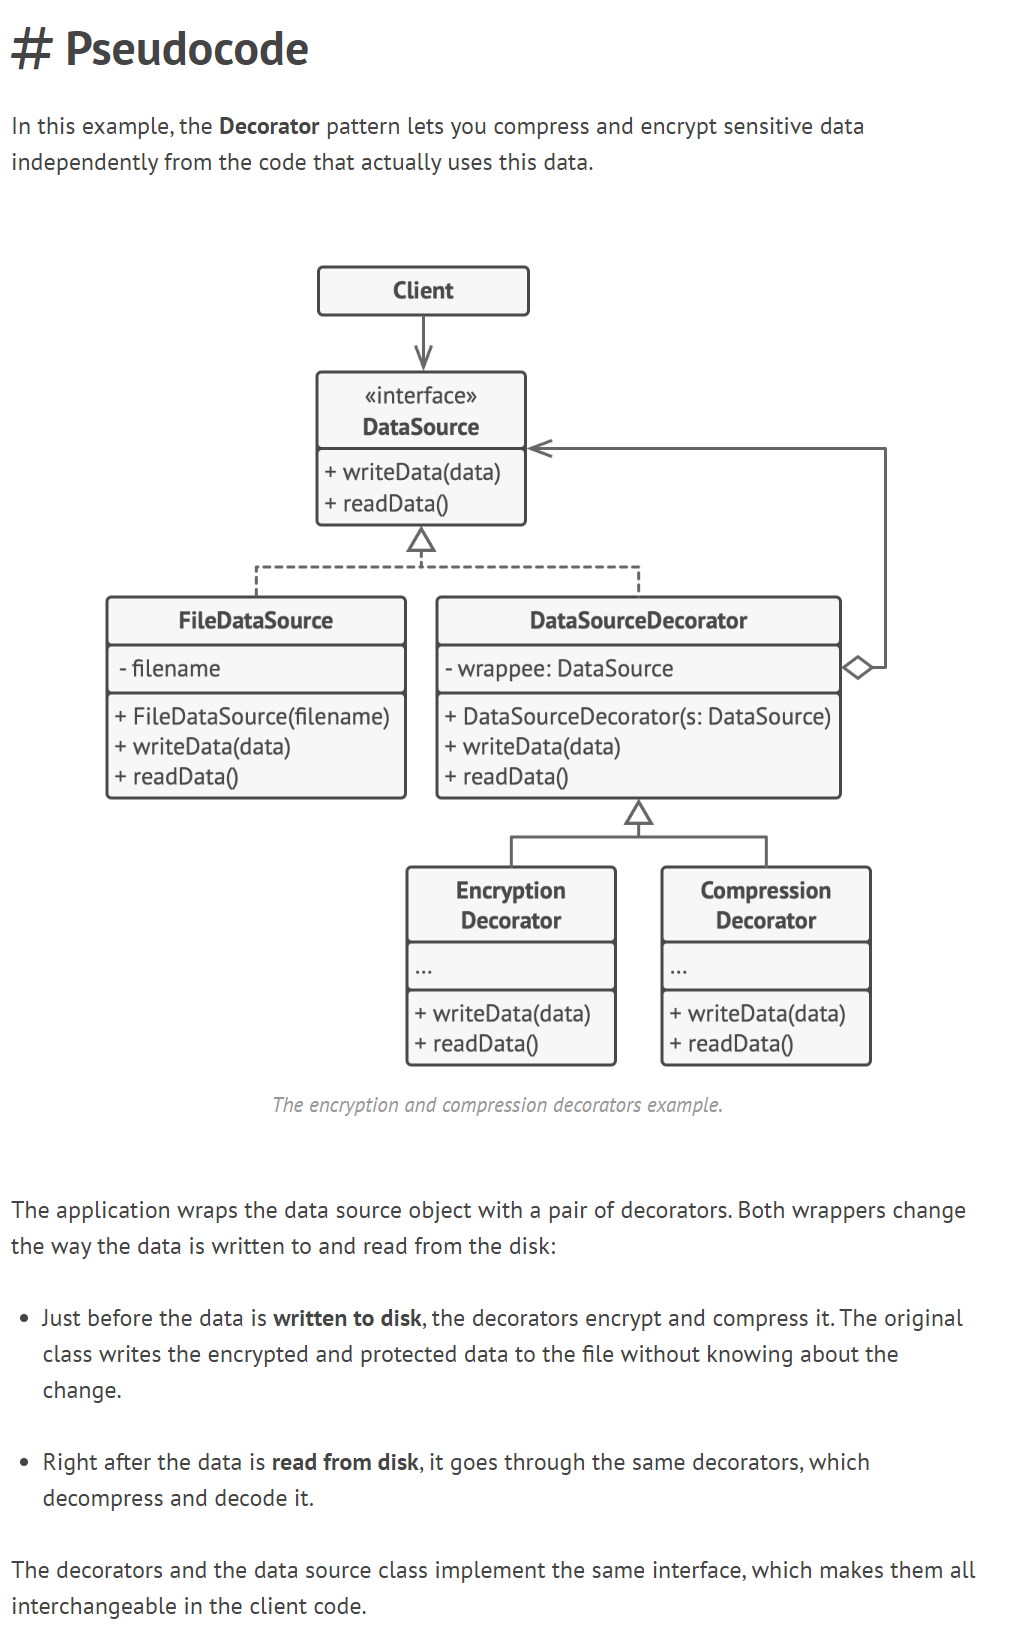 # Pseudocode
In this example, the Decorator pattern lets you compress and encrypt sensitive data
independently from the code that actually uses this data.
Client
«interface»
DataSource
+ writeData(data)
+ readData()
FileDataSource
- filename
+ FileDataSource(filename)
+ writeData(data)
+ readData()
DataSourceDecorator
- wrappee: DataSource
+ DataSourceDecorator(s: DataSource)
+ writeData(data)
+ readData()
Encryption
Decorator
...
+ writeData(data)
+ readData()
Compression
Decorator
...
+ writeData(data)
+ readData()
The encryption and compression decorators example.
The application wraps the data source object with a pair of decorators. Both wrappers change
the way the data is written to and read from the disk:
• Just before the data is written to disk, the decorators encrypt and compress it. The original
class writes the encrypted and protected data to the file without knowing about the
change.
• Right after the data is read from disk, it goes through the same decorators, which
decompress and decode it.
The decorators and the data source class implement the same interface, which makes them all
interchangeable in the client code.